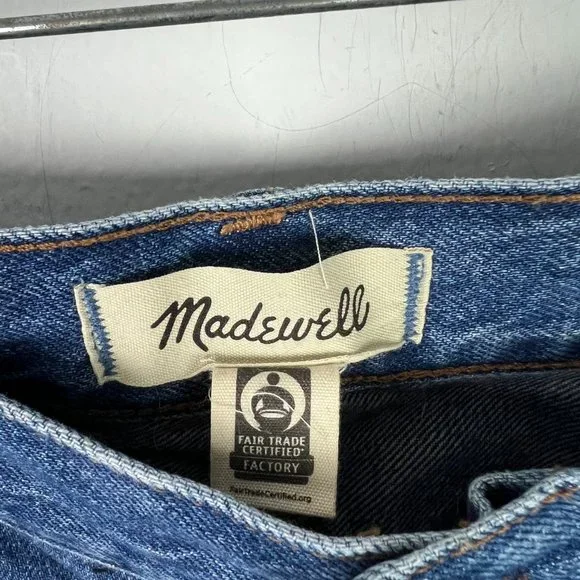 Madewell
FAIR TRADE
CERTIFIED
FACTORY
FairTradeCertified.org